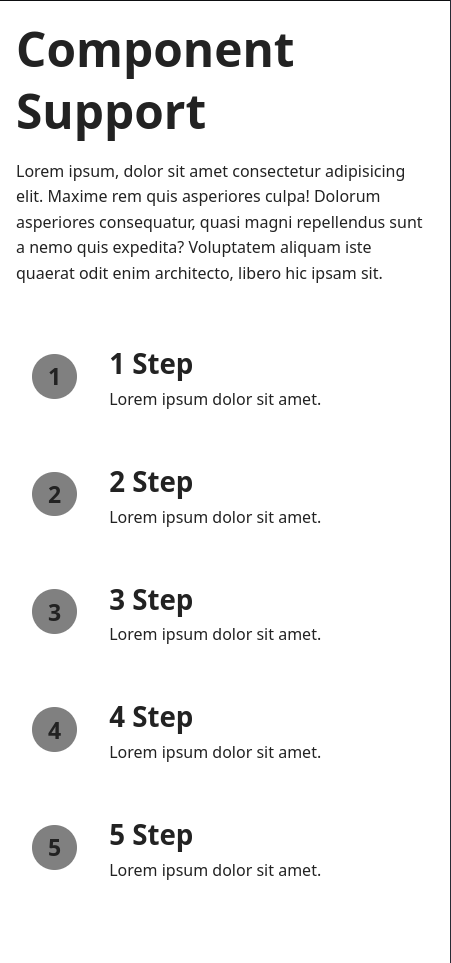 Component
Support
Lorem ipsum, dolor sit amet consectetur adipisicing
elit. Maxime rem quis asperiores culpa! Dolorum
asperiores consequatur, quasi magni repellendus sunt
a nemo quis expedita? Voluptatem aliquam iste
quaerat odit enim architecto, libero hic ipsam sit.
1
1 Step
Lorem ipsum dolor sit amet.
2
2 Step
Lorem ipsum dolor sit amet.
3
3 Step
Lorem ipsum dolor sit amet.
4
4 Step
Lorem ipsum dolor sit amet.
5
5 Step
Lorem ipsum dolor sit amet.